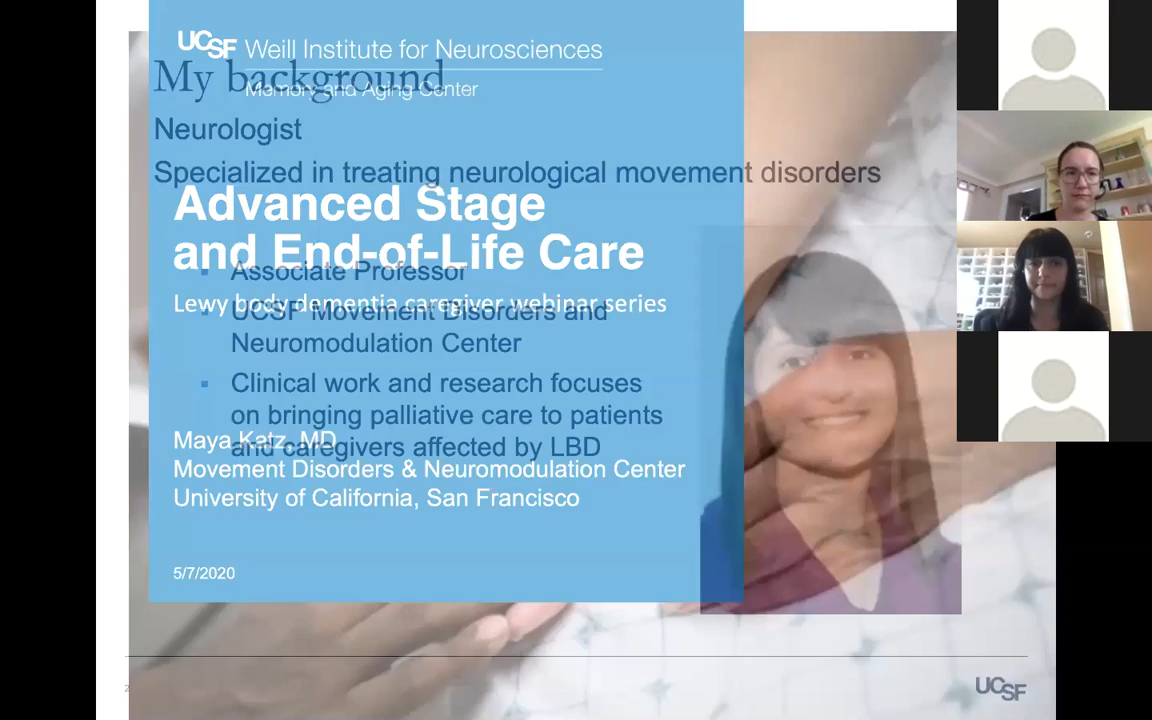 UCSF Weill Institute for Neurosciences
Memory and Aging Center
My background
Neurologist
Specialized in treating neurological movement disorders
Advanced Stage
and End-of-Life Care
Lewy body dementia caregiver webinar series
▪ Associate Professor
▪ UCSF Movement Disorders and
Neuromodulation Center
▪ Clinical work and research focuses
on bringing palliative care to patients
and caregivers affected by LBD
Maya Katz, MD
Movement Disorders & Neuromodulation Center
University of California, San Francisco
5/7/2020
2
UCSF